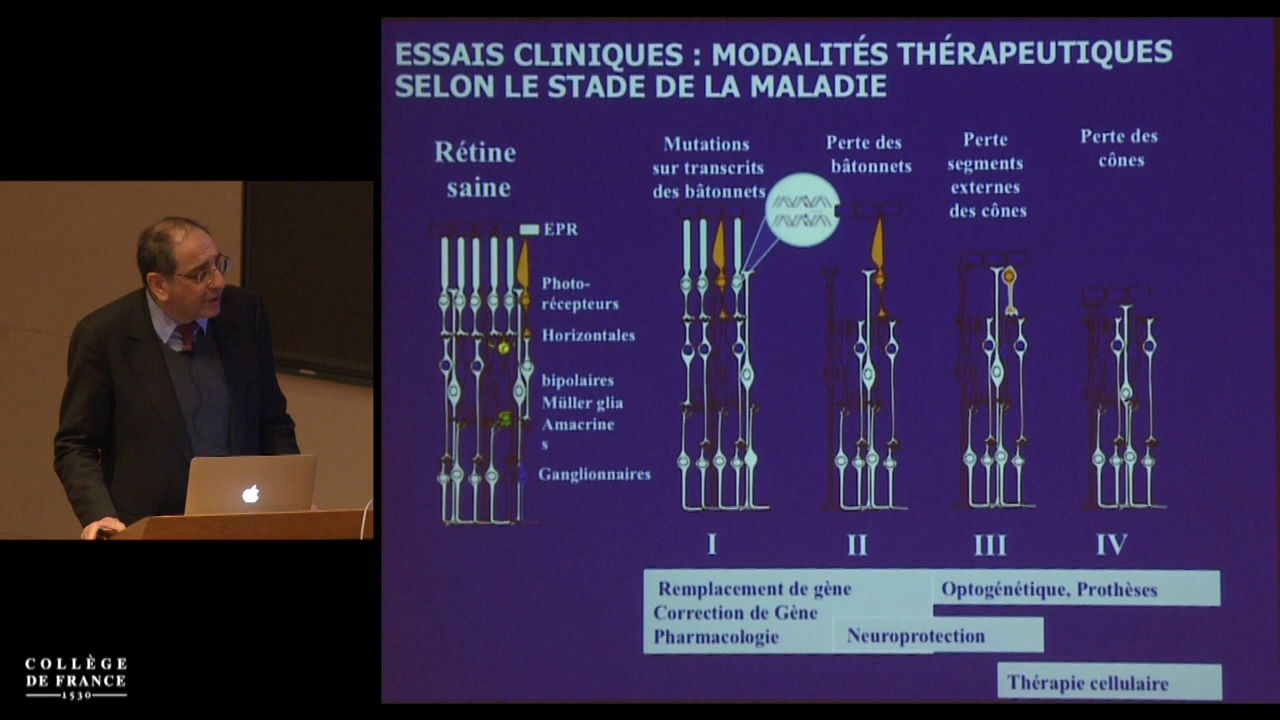 ESSAIS CLINIQUES : MODALITÉS THÉRAPEUTIQUES
SELON LE STADE DE LA MALADIE
Rétine
saine
Mutations
sur transcrits
des bâtonnets
Perte des
bâtonnets
Perte
segments
externes
des cônes
Perte des
cônes
EPR
Photo-
récepteurs
Horizontales
bipolaires
Müller glia
Amacrine
s
Ganglionnaires
I
II
III
IV
Remplacement de gène
Correction de Gène
Pharmacologie
Optogénétique, Prothèses
Neuroprotection
Thérapie cellulaire
COLLÈGE
DE FRANCE
1530